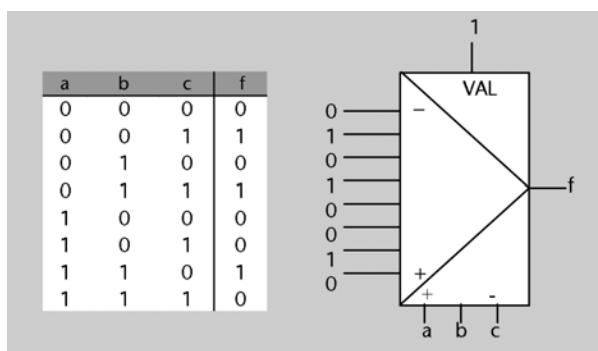 a b c f
0 0 0 0
0 0 1 1
0 1 0 0
0 1 1 1
1 0 0 0
1 0 1 0
1 1 0 1
1 1 1 0
1
VAL
0 −
1
0
1
0
0
1
0 +
f
+ -
a b c